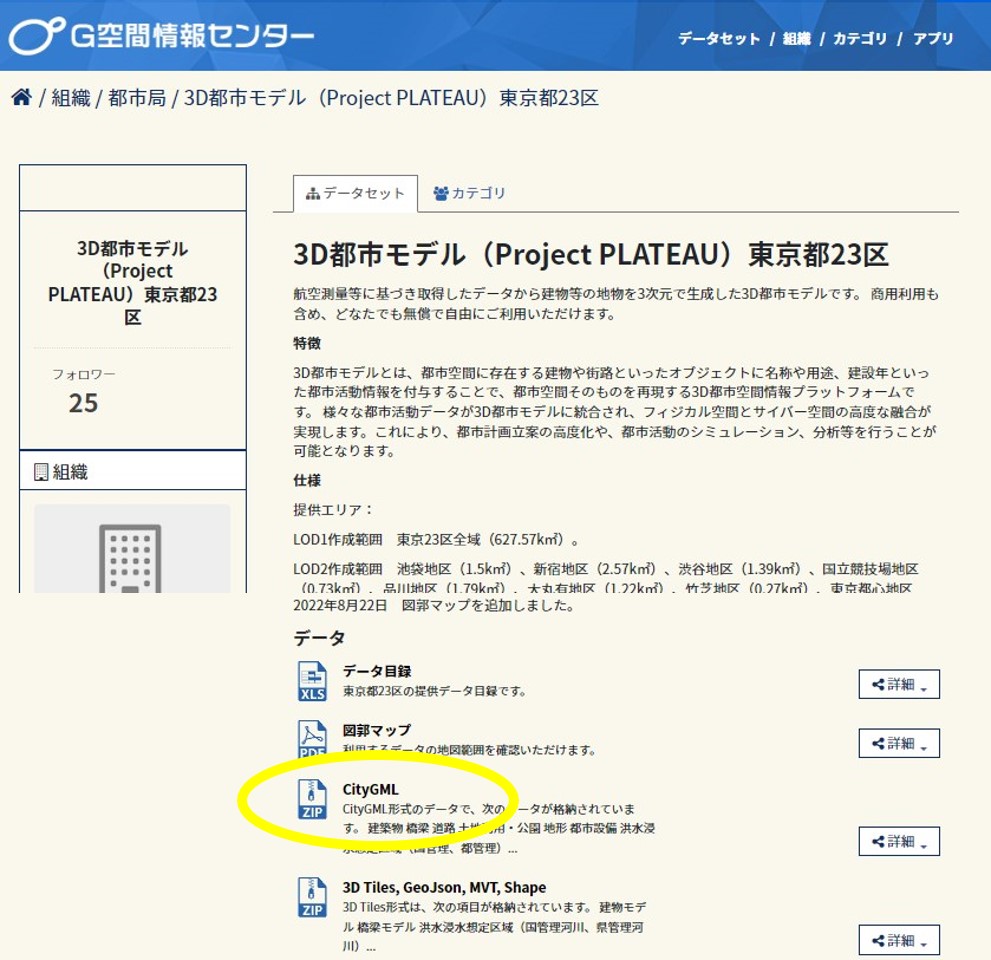 G空間情報センター
データセット / 組織 / カテゴリ / アプリ
/ 組織 / 都市局 / 3D都市モデル（Project PLATEAU）東京都23区
3D都市モデル
（Project
PLATEAU）東京都23
区
フォロワー
25
組織
データセット
カテゴリ
3D都市モデル（Project PLATEAU）東京都23区
航空測量等に基づき取得したデータから建物等の地物を3次元で生成した3D都市モデルです。 商用利用も
含め、どなたでも無償で自由にご利用いただけます。
特徴
3D都市モデルとは、都市空間に存在する建物や街路といったオブジェクトに名称や用途、建設年といっ
た都市活動情報を付与することで、都市空間そのものを再現する3D都市空間情報プラットフォームで
す。 様々な都市活動データが3D都市モデルに統合され、フィジカル空間とサイバー空間の高度な融合が
実現します。これにより、都市計画立案の高度化や、都市活動のシミュレーション、分析等を行うことが
可能となります。
仕様
提供エリア：
LOD1作成範囲　東京23区全域（627.57k㎡）。
LOD2作成範囲　池袋地区（1.5k㎡）、新宿地区（2.57k㎡）、渋谷地区（1.39k㎡）、国立競技場地区
（0.73k㎡）、品川地区（1.79k㎡）、大丸有地区（1.22k㎡）、竹芝地区（0.27k㎡）、東京都心地区
2022年8月22日　図郭マップを追加しました。
データ
XLS
データ目録
東京都23区の提供データ目録です。
詳細
PDF
図郭マップ
利用するデータの地図範囲を確認いただけます。
詳細
ZIP
CityGML
CityGML形式のデータで、次のデータが格納されていま
す。 建築物 橋梁 道路 土地利用・公園 地形 都市設備 洪水浸
水想定区域（国管理、都管理）...
詳細
ZIP
3D Tiles, GeoJson, MVT, Shape
3D Tiles形式は、次の項目が格納されています。 建物モデ
ル 橋梁モデル 洪水浸水想定区域（国管理河川、県管理河
川）...
詳細